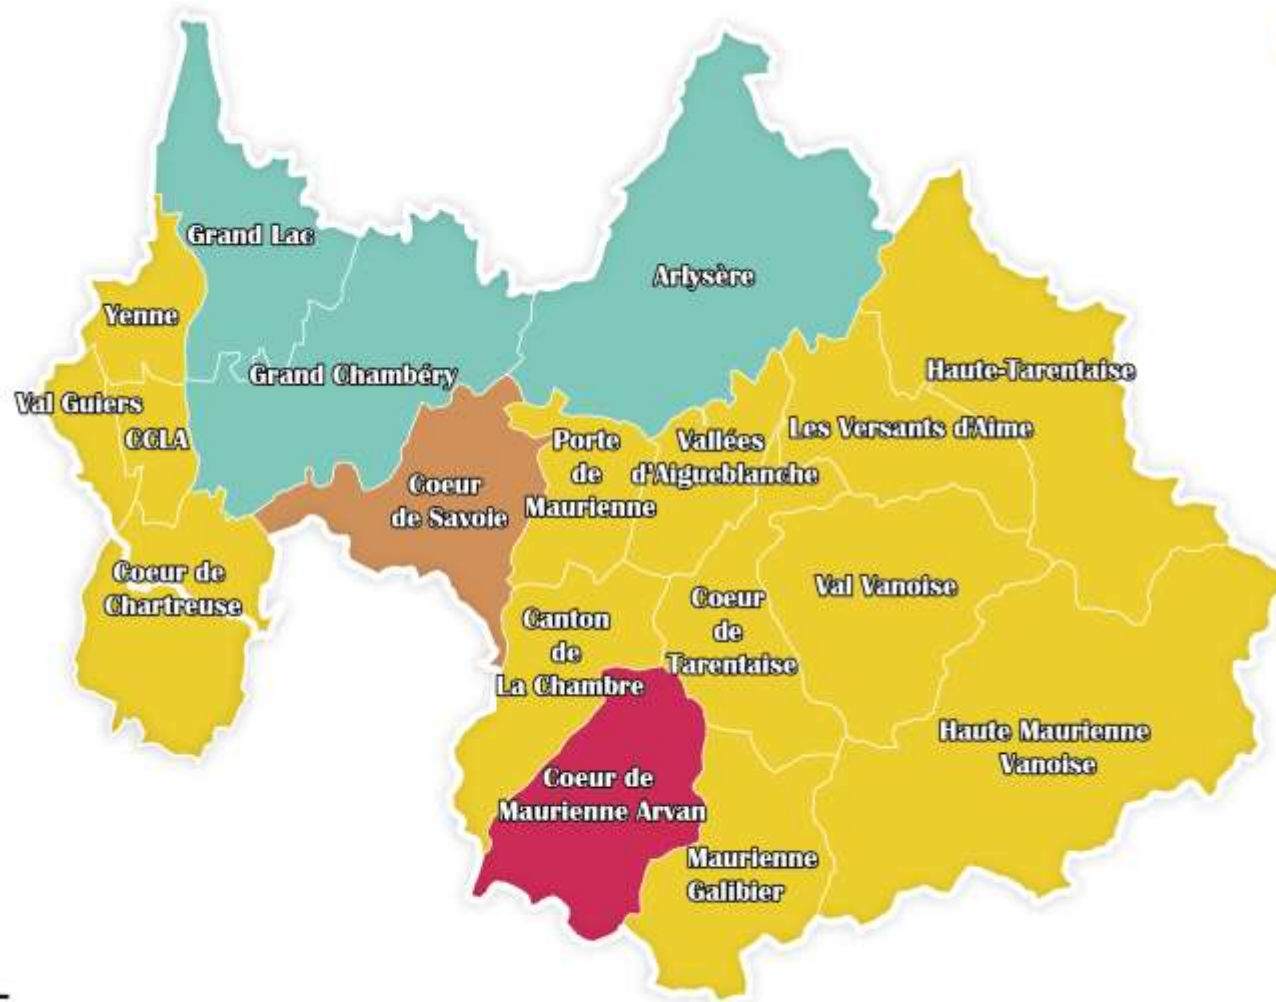 Grand Lac
Arlysère
Yenne
Grand Chambéry
Haute-Tarentaise
Val Guiers
CCLA
Les Versants d'Aime
Porte
de
Maurienne
Vallées
d'Aigueblanche
Coeur
de Savoie
Coeur de
Chartreuse
Val Vanoise
Coeur
de
Tarentaise
Canton
de
La Chambre
Haute Maurienne
Vanoise
Coeur de
Maurienne Arvan
Maurienne
Galibier